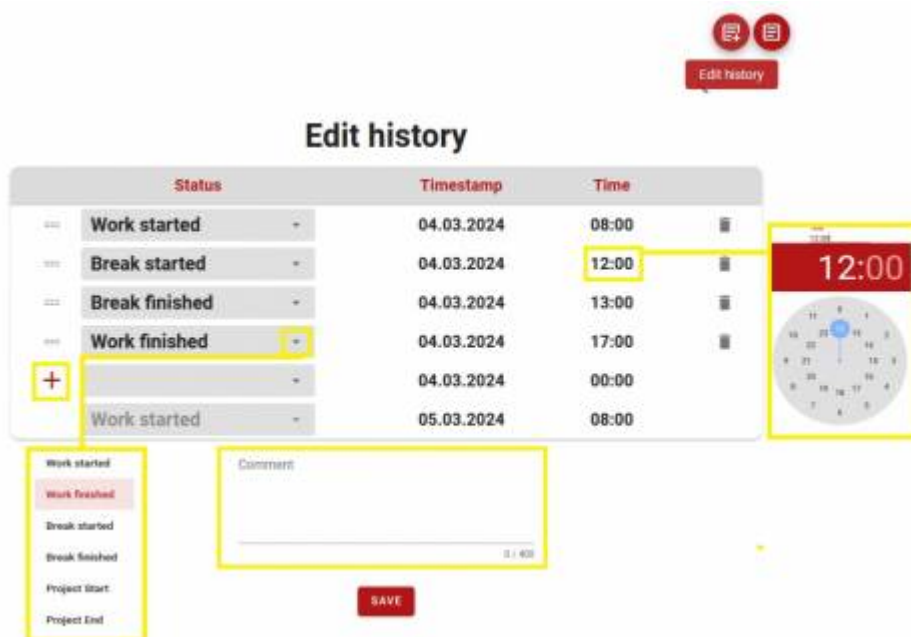 Edit history
Edit history
Status Timestamp Time
Work started 04.03.2024 08:00
Break started 04.03.2024 12:00
Break finished 04.03.2024 13:00
Work finished 04.03.2024 17:00
+ 04.03.2024 00:00
Work started 05.03.2024 08:00
12:00
Work started
Work finished
Break started
Break finished
Project Start
Project End
Comment
0 / 400
SAVE